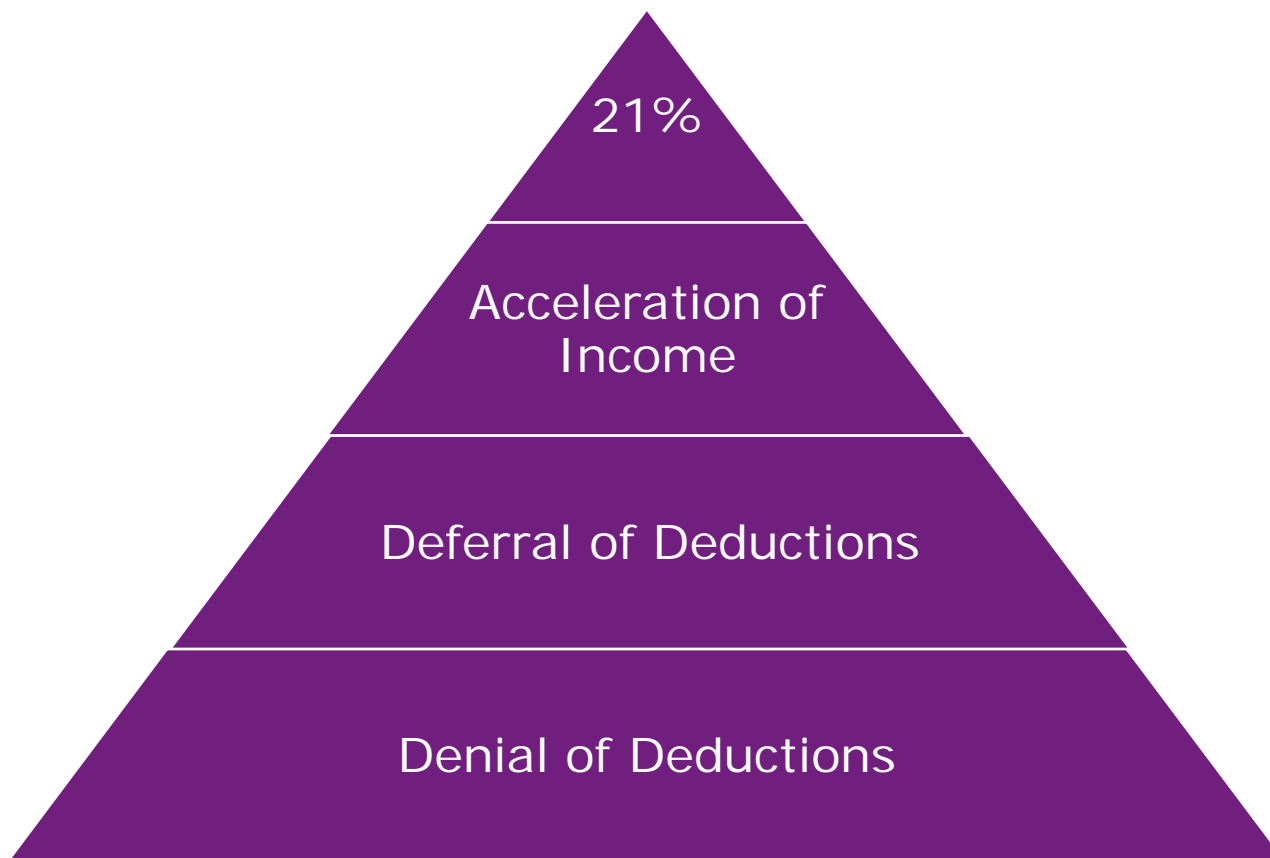 21%
Acceleration of
Income
Deferral of Deductions
Denial of Deductions